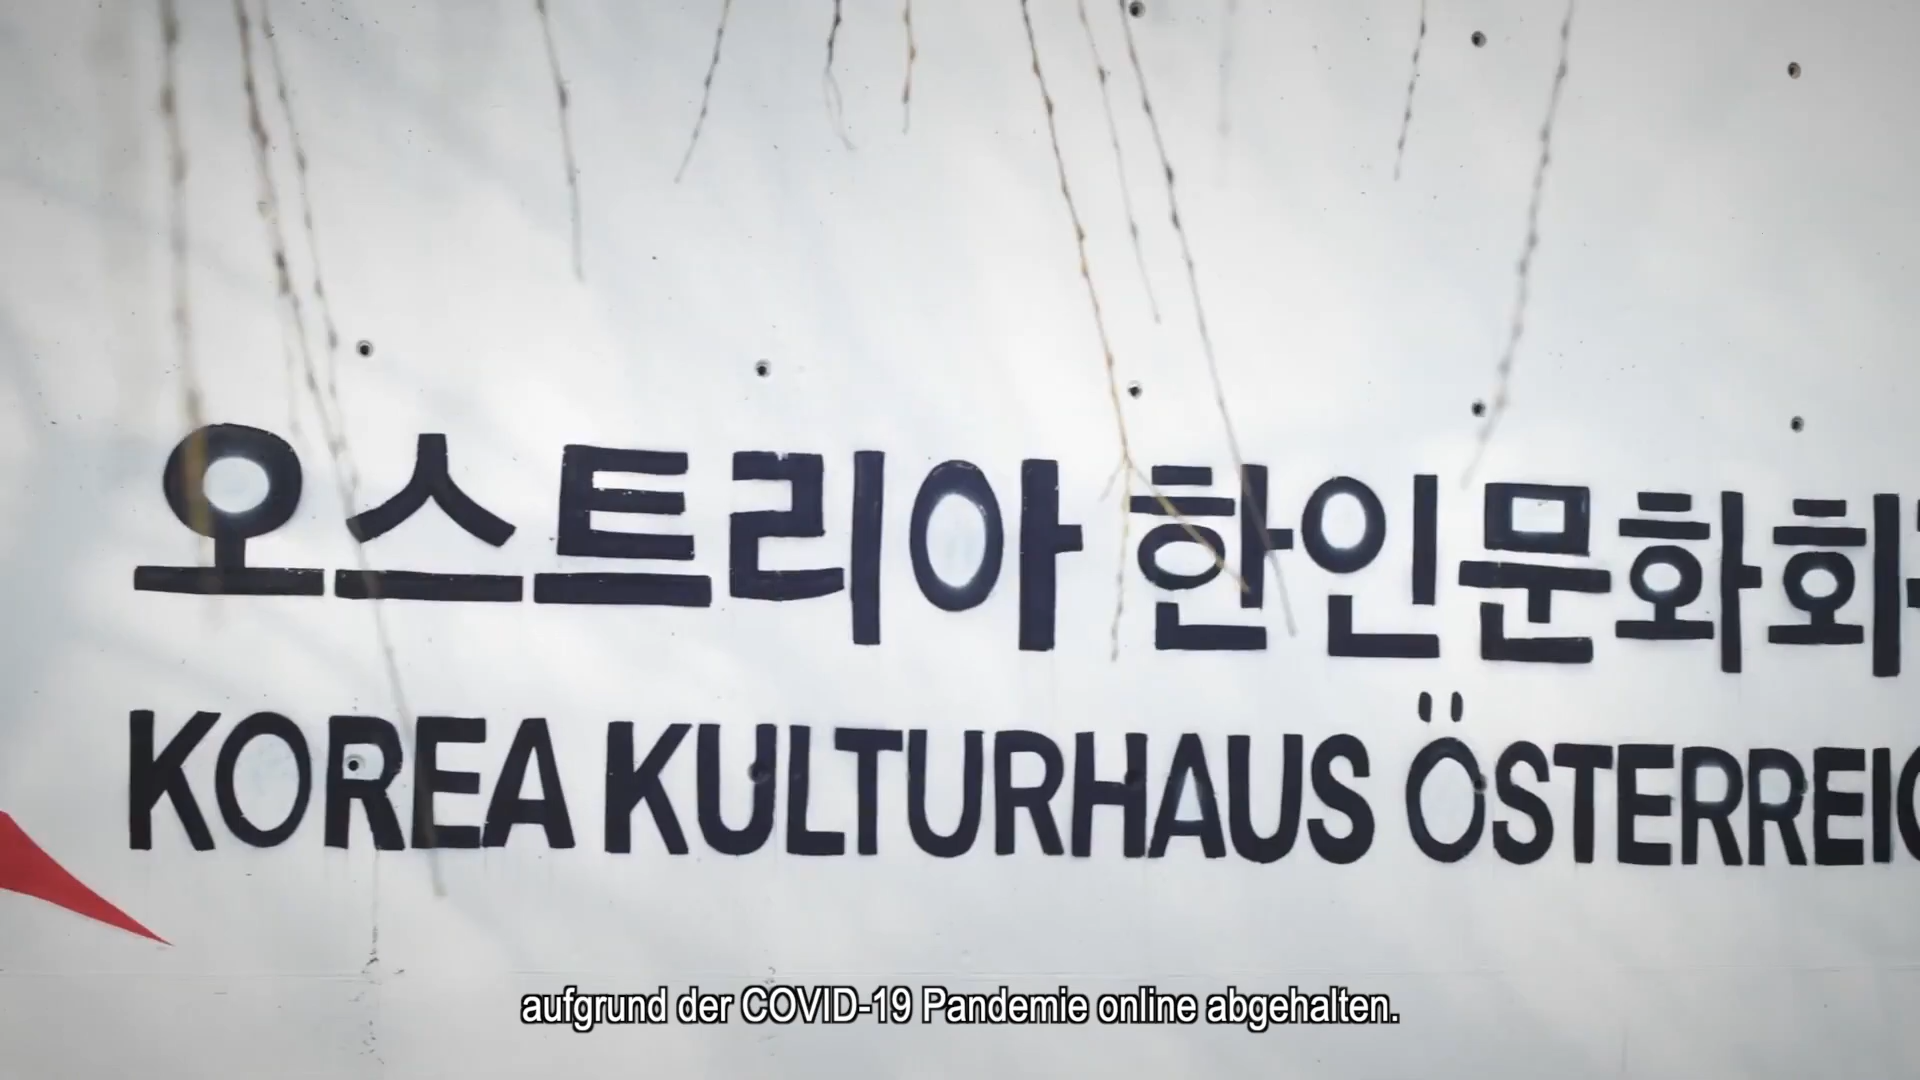 오스트리아 한인문화회
KOREA KULTURHAUS ÖSTERREIC
aufgrund der COVID-19 Pandemie online abgehalten.